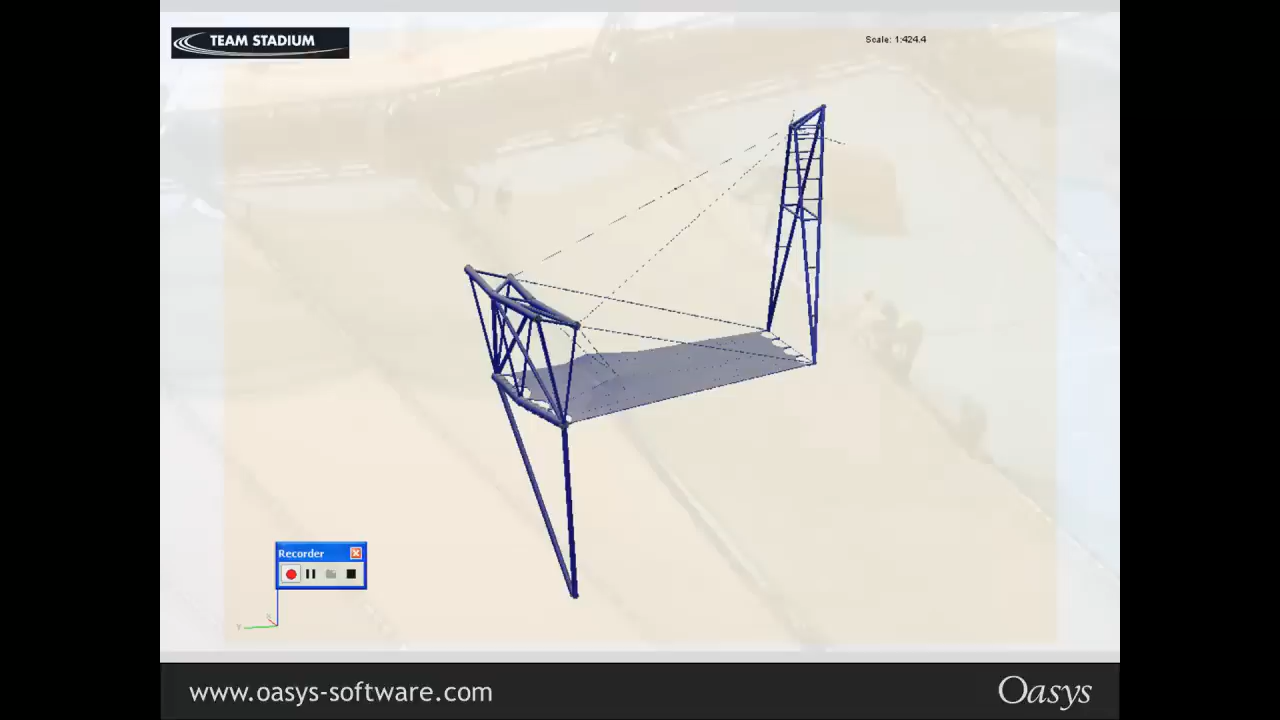 TEAM STADIUM
Scale: 1:424.4
Recorder
X
Y
www.oasys-software.com
Oasys